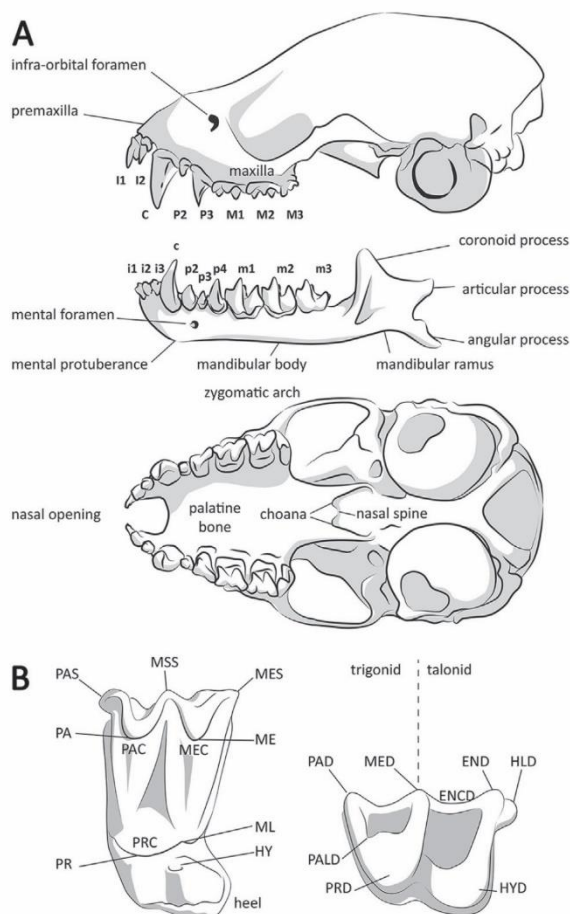 A
infra-orbital foramen
premaxilla
maxilla
I1 I2
C P2 P3 M1 M2 M3
c
i1 i2 i3 p2 p3 p4 m1 m2 m3
coronoid process
articular process
mental foramen
angular process
mental protuberance mandibular body mandibular ramus
zygomatic arch
nasal opening palatine bone choana nasal spine
B
MSS
PAS MES
trigonid talonid
PA PAC MEC ME
PAD MED END HLD
ENCD
PRC ML
PALD
PR HY
PRD HYD
heel